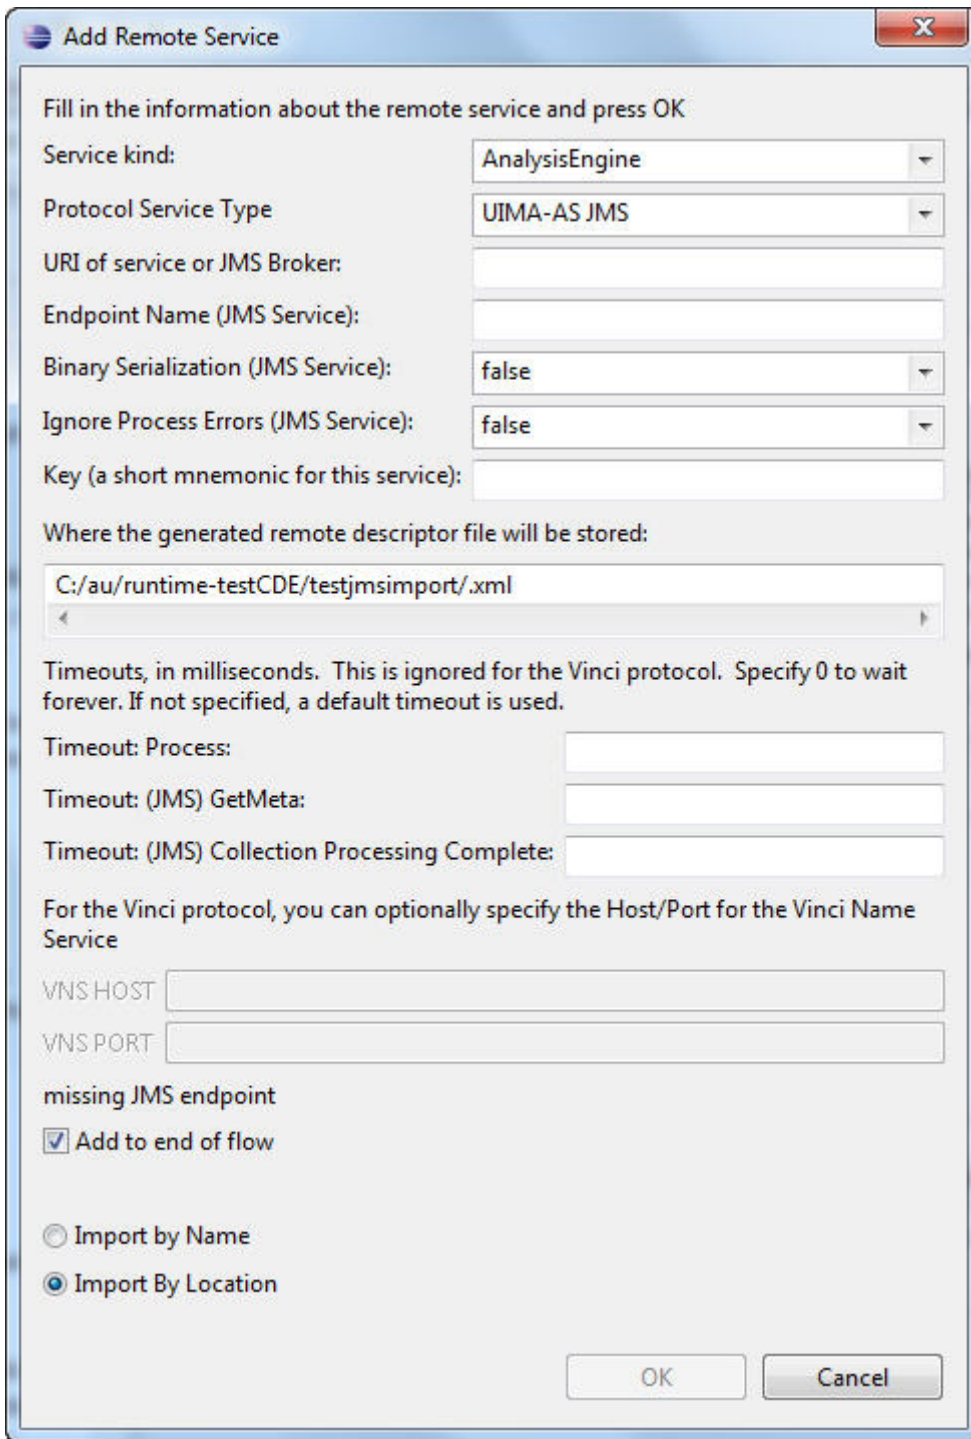 Add Remote Service
Fill in the information about the remote service and press OK
Service kind: AnalysisEngine
Protocol Service Type UIMA-AS JMS
URI of service or JMS Broker:
Endpoint Name (JMS Service):
Binary Serialization (JMS Service): false
Ignore Process Errors (JMS Service): false
Key (a short mnemonic for this service):
Where the generated remote descriptor file will be stored:
C:/au/runtime-testCDE/testjmsimport/.xml
Timeouts, in milliseconds.  This is ignored for the Vinci protocol.  Specify 0 to wait
forever. If not specified, a default timeout is used.
Timeout: Process:
Timeout: (JMS) GetMeta:
Timeout: (JMS) Collection Processing Complete:
For the Vinci protocol, you can optionally specify the Host/Port for the Vinci Name
Service
VNS HOST
VNS PORT
missing JMS endpoint
Add to end of flow
Import by Name
Import By Location
OK Cancel